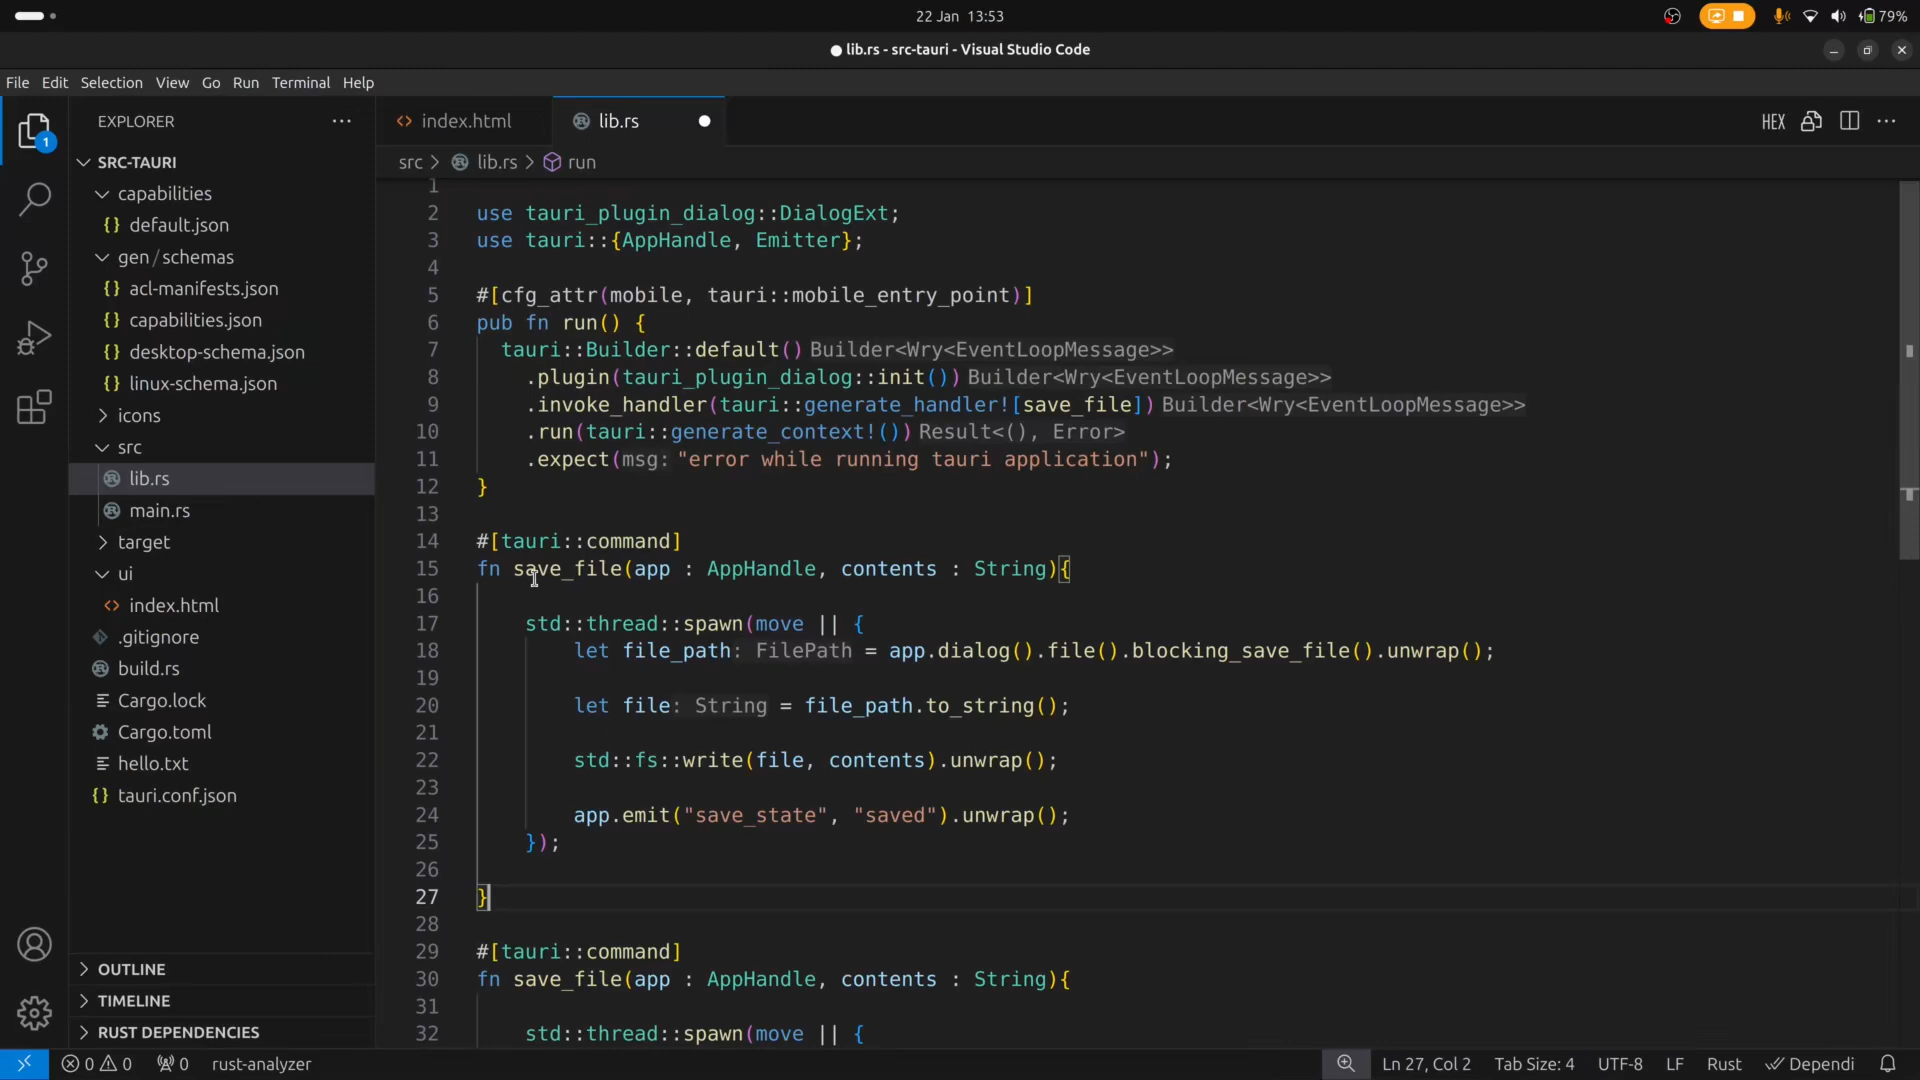 22 Jan 13:53
79%
lib.rs - src-tauri - Visual Studio Code
File Edit Selection View Go Run Terminal Help
EXPLORER
index.html
lib.rs
HEX
src > lib.rs > run
1
SRC-TAURI
capabilities
default.json
gen / schemas
acl-manifests.json
capabilities.json
desktop-schema.json
linux-schema.json
icons
src
lib.rs
main.rs
target
ui
index.html
.gitignore
build.rs
Cargo.lock
Cargo.toml
hello.txt
tauri.conf.json
OUTLINE
TIMELINE
RUST DEPENDENCIES
1
2 use tauri_plugin_dialog::DialogExt;
3 use tauri::{AppHandle, Emitter};
4
5 #[cfg_attr(mobile, tauri::mobile_entry_point)]
6 pub fn run() {
7 tauri::Builder::default() Builder<Wry<EventLoopMessage>>
8 .plugin(tauri_plugin_dialog::init()) Builder<Wry<EventLoopMessage>>
9 .invoke_handler(tauri::generate_handler![save_file]) Builder<Wry<EventLoopMessage>>
10 .run(tauri::generate_context!()) Result<(), Error>
11 .expect(msg: "error while running tauri application");
12 }
13
14 #[tauri::command]
15 fn save_file(app : AppHandle, contents : String){
16
17 std::thread::spawn(move || {
18 let file_path: FilePath = app.dialog().file().blocking_save_file().unwrap();
19
20 let file: String = file_path.to_string();
21
22 std::fs::write(file, contents).unwrap();
23
24 app.emit("save_state", "saved").unwrap();
25 });
26
27 }
28
29 #[tauri::command]
30 fn save_file(app : AppHandle, contents : String){
31
32 std::thread::spawn(move || {
0 0 0 rust-analyzer
Ln 27, Col 2 Tab Size: 4 UTF-8 LF Rust Dependi